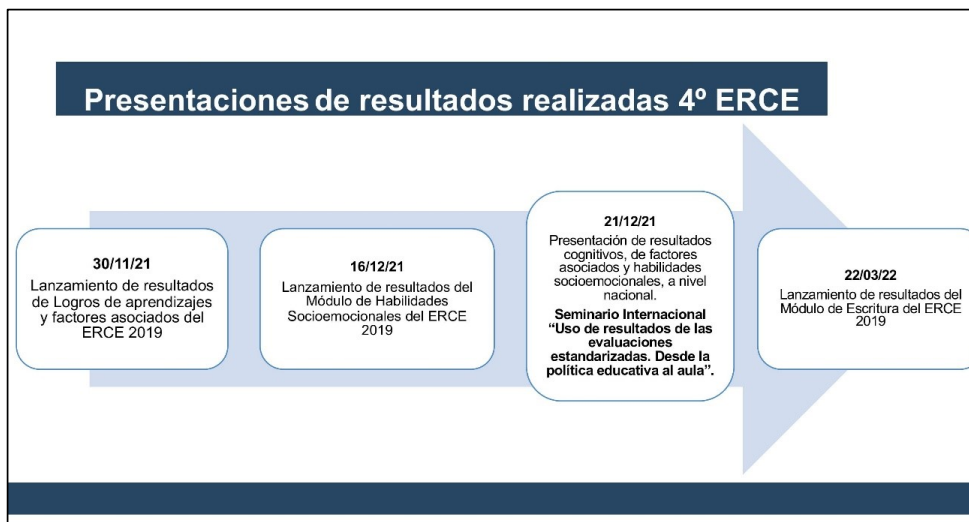 Presentaciones de resultados realizadas 4º ERCE
30/11/21
Lanzamiento de resultados
de Logros de aprendizajes
y factores asociados del
ERCE 2019
16/12/21
Lanzamiento de resultados del
Módulo de Habilidades
Socioemocionales del ERCE
2019
21/12/21
Presentación de resultados
cognitivos, de factores
asociados y habilidades
socioemocionales, a nivel
nacional.
Seminario Internacional
“Uso de resultados de las
evaluaciones
estandarizadas. Desde la
política educativa al aula”.
22/03/22
Lanzamiento de resultados del
Módulo de Escritura del ERCE
2019